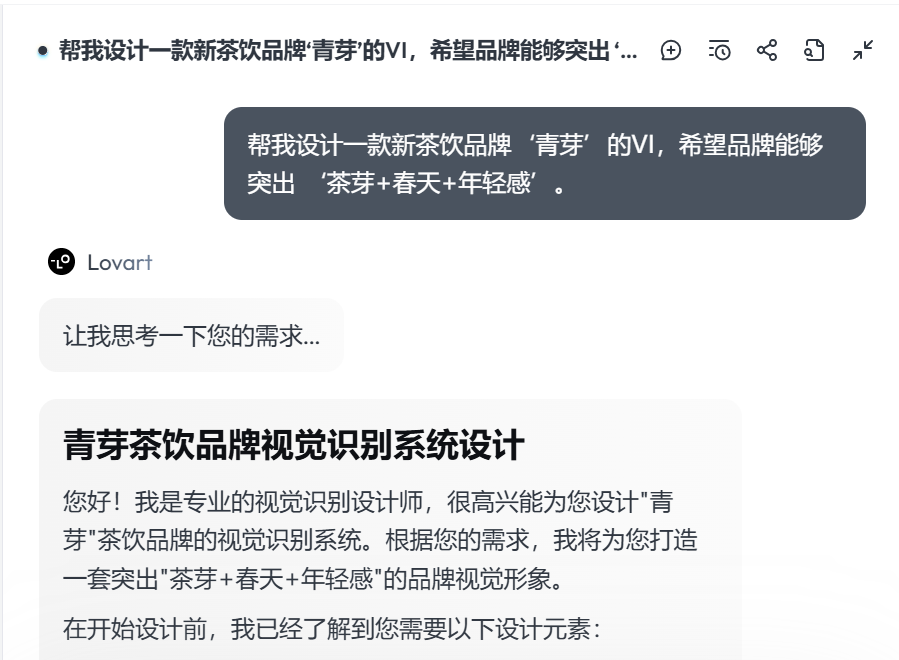 帮我设计一款新茶饮品牌‘青芽’的VI，希望品牌能够突出‘...
帮我设计一款新茶饮品牌‘青芽’的VI，希望品牌能够
突出 ‘茶芽+春天+年轻感’。
Lovart
让我思考一下您的需求...
青芽茶饮品牌视觉识别系统设计
您好！我是专业的视觉识别设计师，很高兴能为您设计"青
芽"茶饮品牌的视觉识别系统。根据您的需求，我将为您打造
一套突出"茶芽+春天+年轻感"的品牌视觉形象。
在开始设计前，我已经了解到您需要以下设计元素：